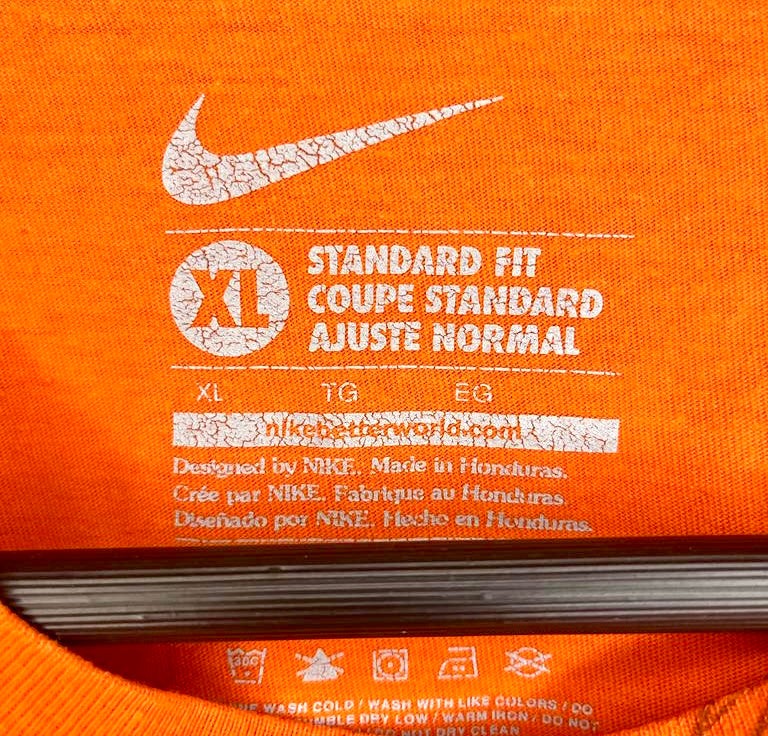 XL
STANDARD FIT
COUPE STANDARD
AJUSTE NORMAL
XL TG EG
nikebetterworld.com
Designed by NIKE. Made in Honduras.
Crée par NIKE. Fabrique au Honduras.
Diseñado por NIKE. Hecho en Honduras.
WASH COLD / WASH WITH LIKE COLORS / DO
DRY LOW / WARM IRON / DO NOT
DO NOT DRY CLEAN